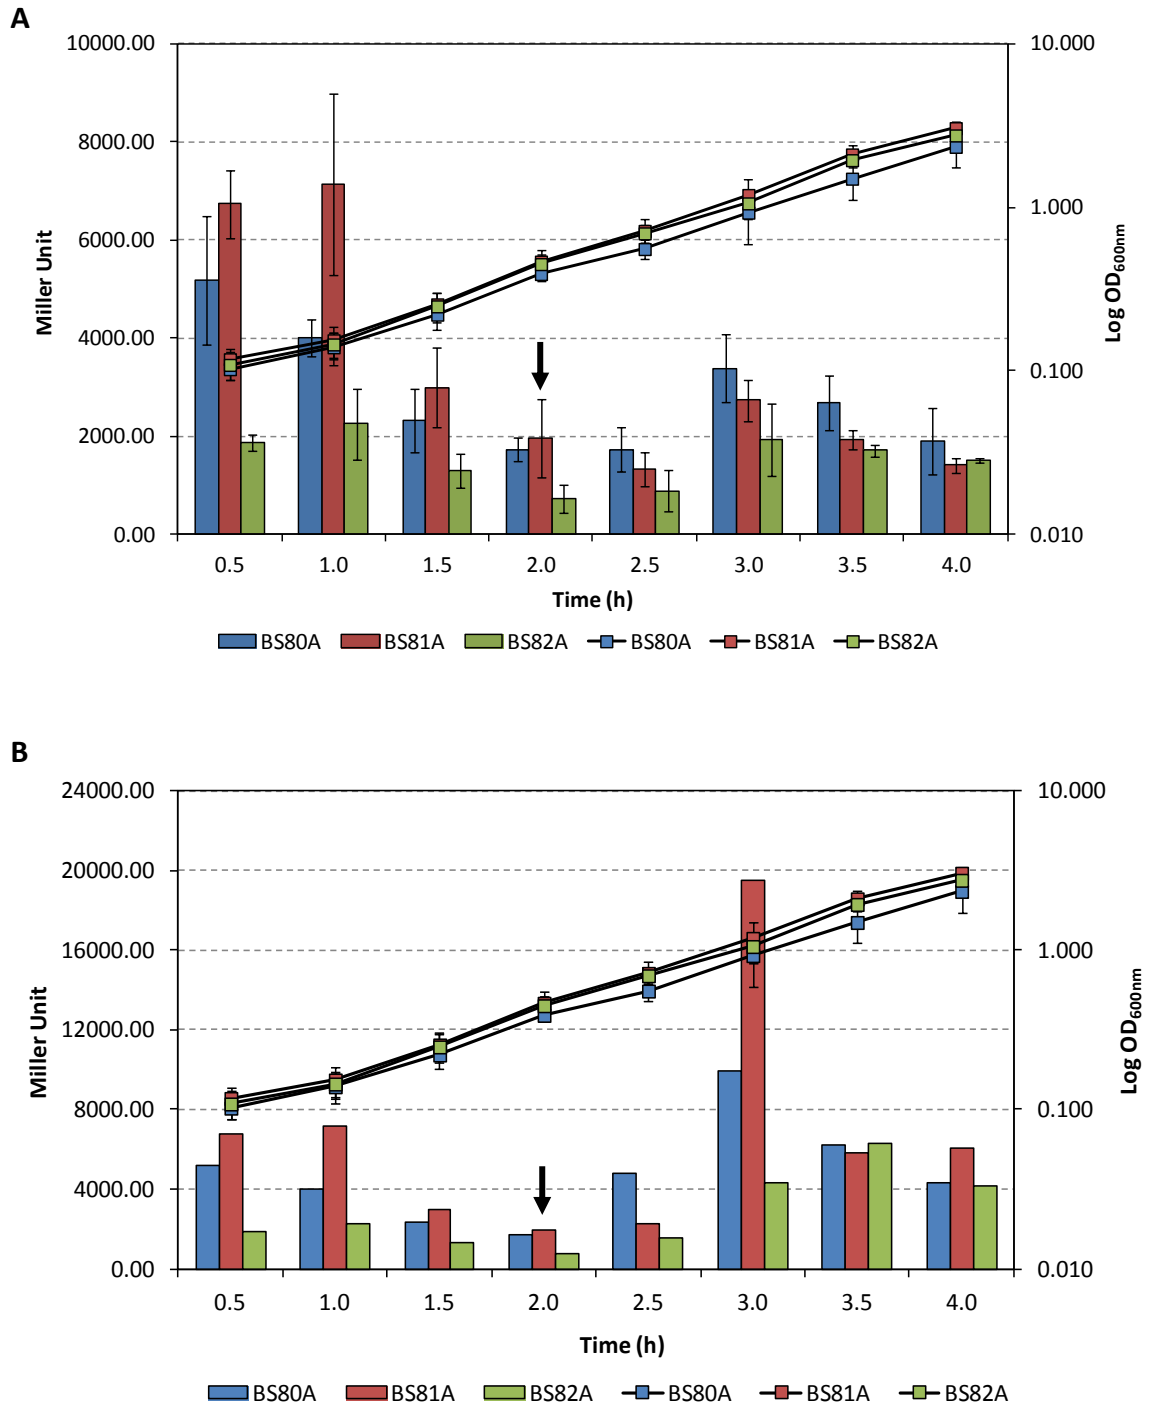 A
10000.00
8000.00
6000.00
4000.00
2000.00
0.00
Miller Unit
10.000
1.000
0.100
0.010
Log OD600nm
0.5 1.0 1.5 2.0 2.5 3.0 3.5 4.0
Time (h)
BS80A BS81A BS82A BS80A BS81A BS82A
B
24000.00
20000.00
16000.00
12000.00
8000.00
4000.00
0.00
Miller Unit
10.000
1.000
0.100
0.010
Log OD600nm
0.5 1.0 1.5 2.0 2.5 3.0 3.5 4.0
Time (h)
BS80A BS81A BS82A BS80A BS81A BS82A